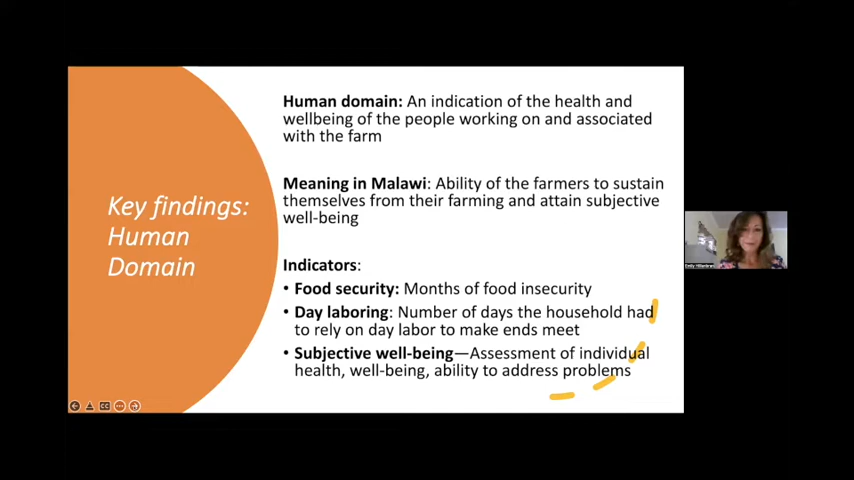 Key findings:
Human
Domain
Human domain: An indication of the health and
wellbeing of the people working on and associated
with the farm
Meaning in Malawi: Ability of the farmers to sustain
themselves from their farming and attain subjective
well-being
Indicators:
• Food security: Months of food insecurity
• Day laboring: Number of days the household had
to rely on day labor to make ends meet
• Subjective well-being—Assessment of individual
health, well-being, ability to address problems
CC